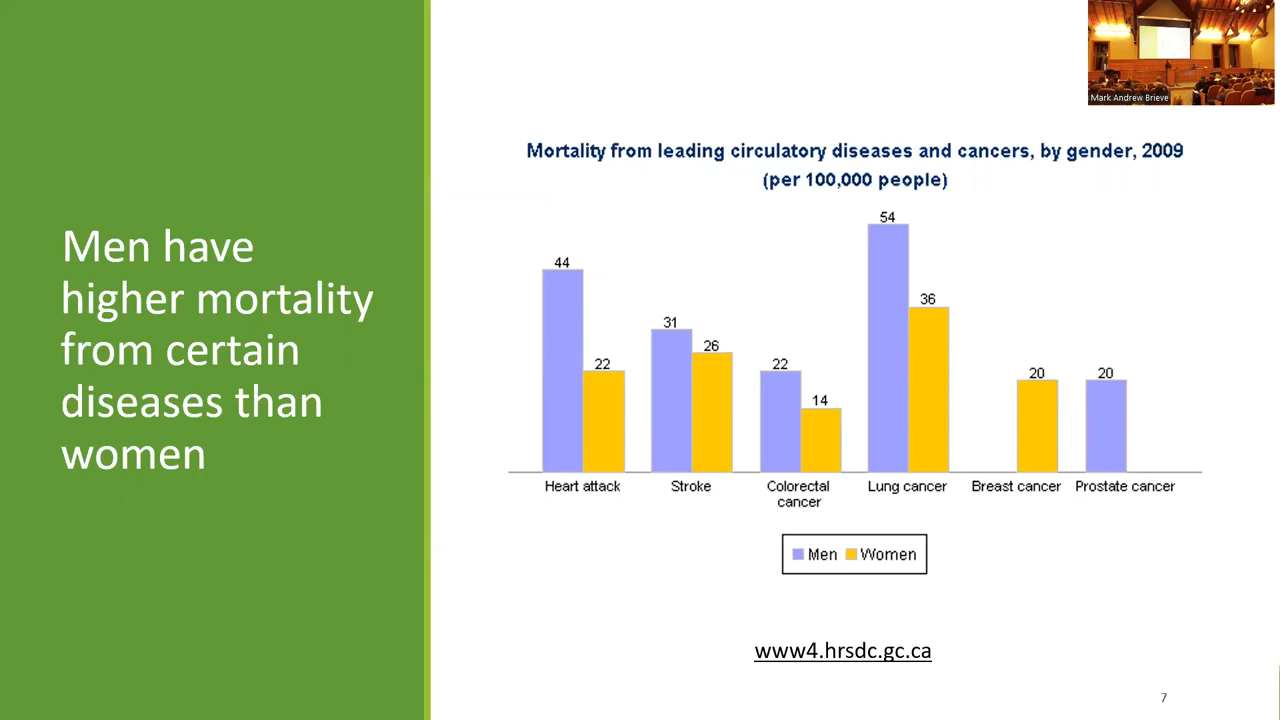 Men have
higher mortality
from certain
diseases than
women
Mark Andrew Brieve
Mortality from leading circulatory diseases and cancers, by gender, 2009
(per 100,000 people)
44
22
31
26
22
14
54
36
20
20
Heart attack
Stroke
Colorectal
cancer
Lung cancer
Breast cancer
Prostate cancer
Men
Women
www4.hrsdc.gc.ca
7